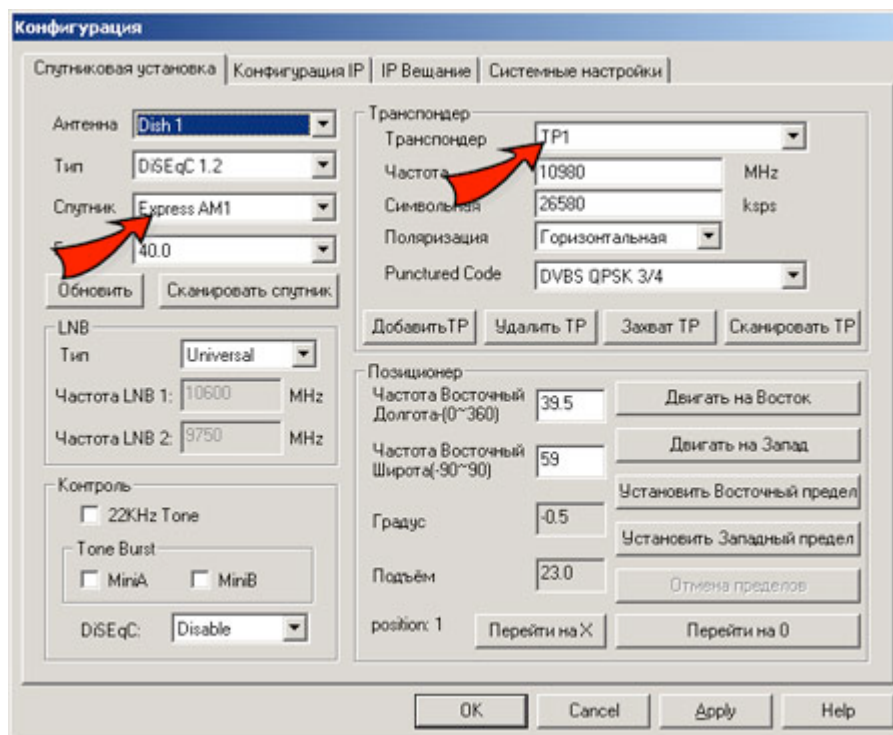 Конфигурация
Спутниковая установка Конфигурация IP IP Вещание Системные настройки
Антенна Dish 1
Тип DiSEqC 1.2
Спутник Express AM1
40.0
Обновить Сканировать спутник
LNB
Тип Universal
Частота LNB 1: 10600 MHz
Частота LNB 2: 9750 MHz
Контроль
22KHz Tone
Tone Burst
MiniA MiniB
DiSEqC: Disable
Транспондер
Транспондер TP1
Частота 10980 MHz
Символьная 26580 ksps
Поляризация Горизонтальная
Punctured Code DVBS QPSK 3/4
ДобавитьТР Удалить ТР Захват ТР Сканировать ТР
Позиционер
Частота Восточный
Долгота-(0~360) 39.5 Двигать на Восток
Частота Восточный
Широта(-90~90) 59 Двигать на Запад
Градус -0.5 Установить Восточный предел
Установить Западный предел
Подъём 23.0 Отмена пределов
position: 1 Перейти на X Перейти на 0
OK Cancel Apply Help